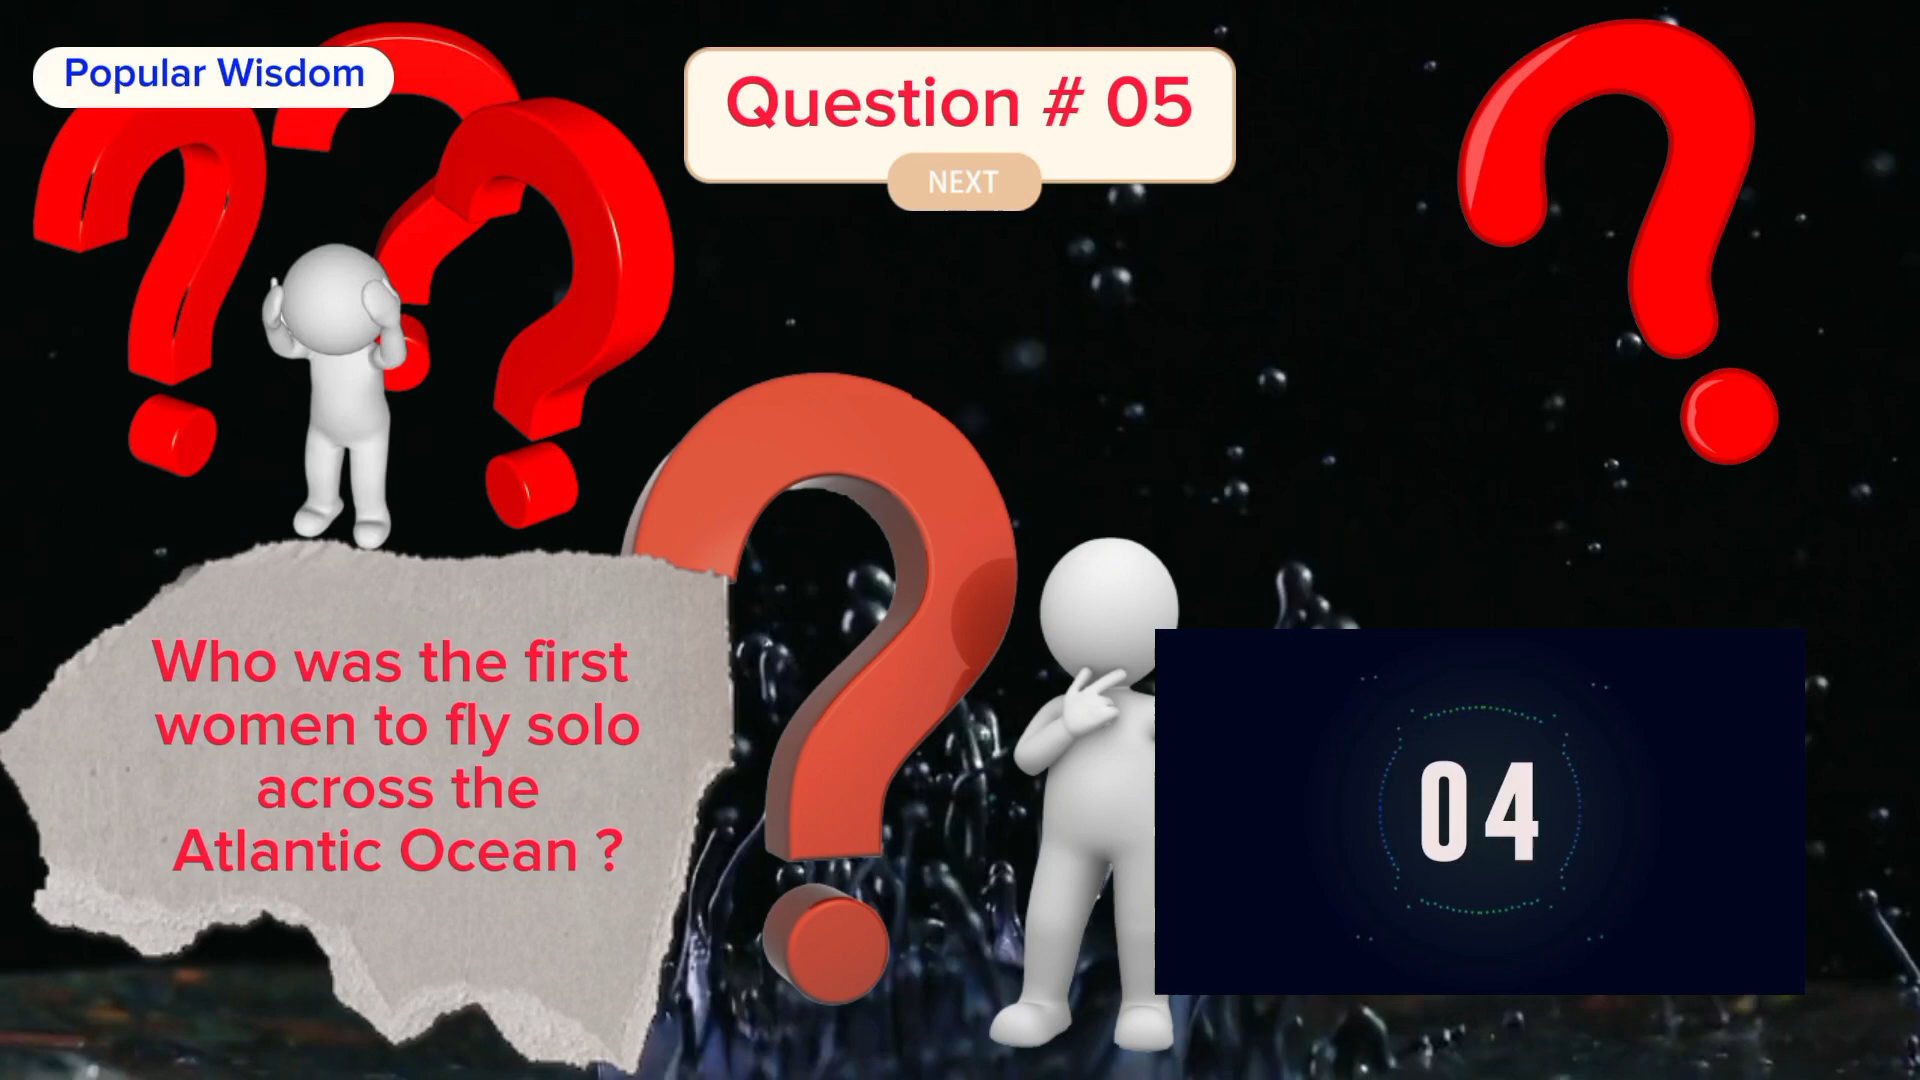 Popular Wisdom
Question # 05
NEXT
Who was the first
women to fly solo
across the
Atlantic Ocean ?
04